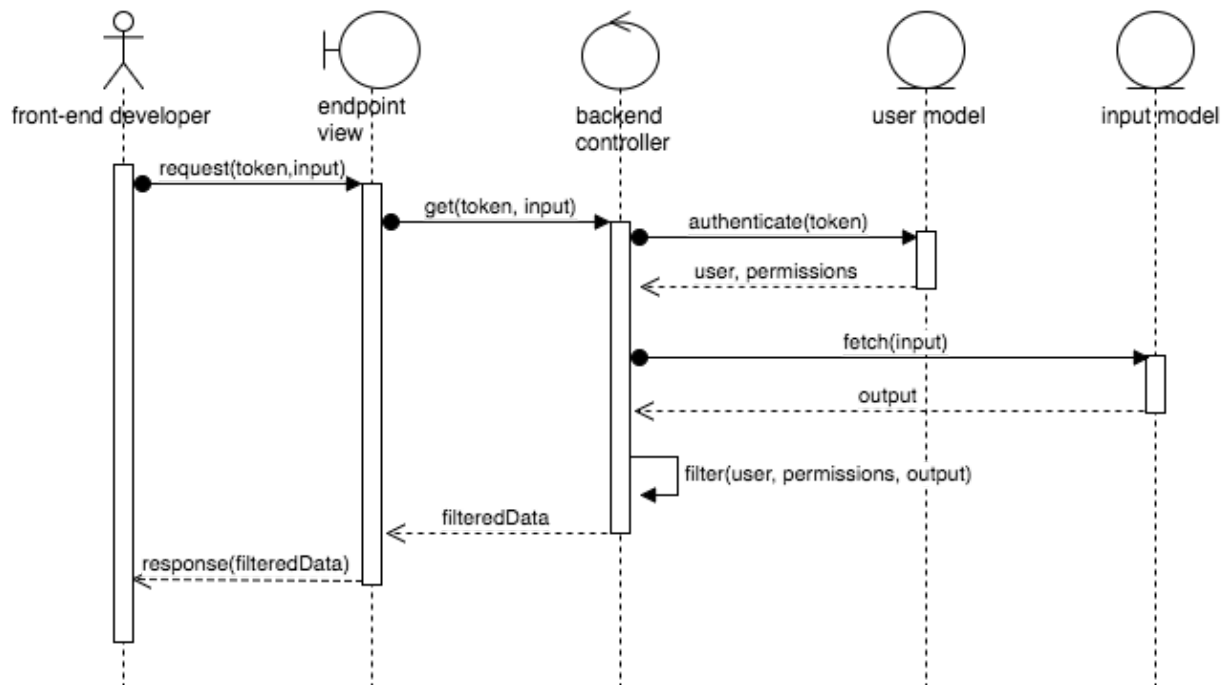 front-end developer
endpoint
view
backend
controller
user model
input model
request(token,input)
get(token, input)
authenticate(token)
user, permissions
fetch(input)
output
filter(user, permissions, output)
filteredData
response(filteredData)